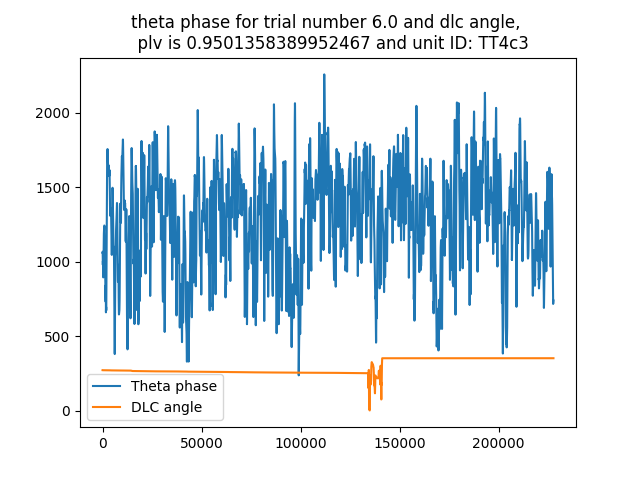 theta phase for trial number 6.0 and dlc angle,
plv is 0.9501358389952467 and unit ID: TT4c3
2000
1500
1000
500
0
Theta phase
DLC angle
0 50000 100000 150000 200000